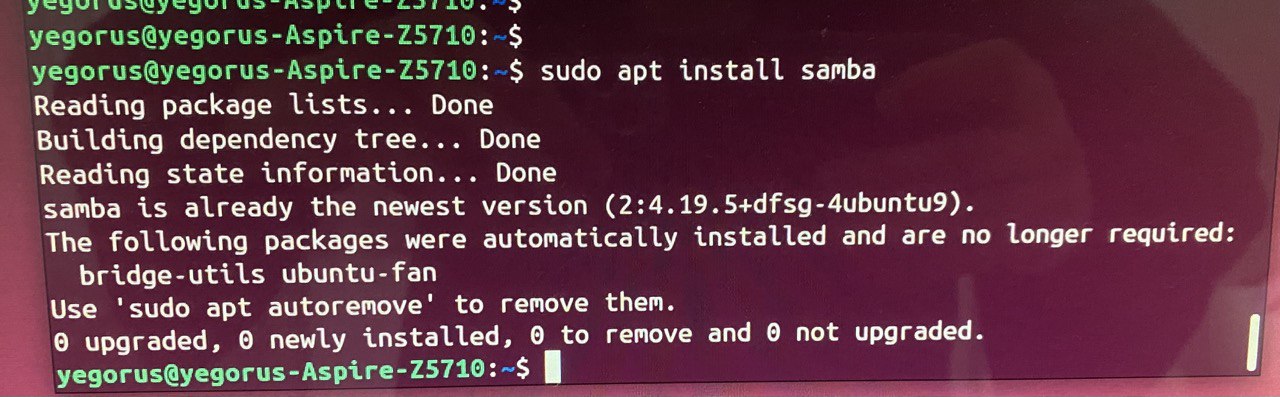 yegorus@yegorus-Aspire-Z5710:~$
yegorus@yegorus-Aspire-Z5710:~$
yegorus@yegorus-Aspire-Z5710:~$ sudo apt install samba
Reading package lists... Done
Building dependency tree... Done
Reading state information... Done
samba is already the newest version (2:4.19.5+dfsg-4ubuntu9).
The following packages were automatically installed and are no longer required:
  bridge-utils ubuntu-fan
Use 'sudo apt autoremove' to remove them.
0 upgraded, 0 newly installed, 0 to remove and 0 not upgraded.
yegorus@yegorus-Aspire-Z5710:~$